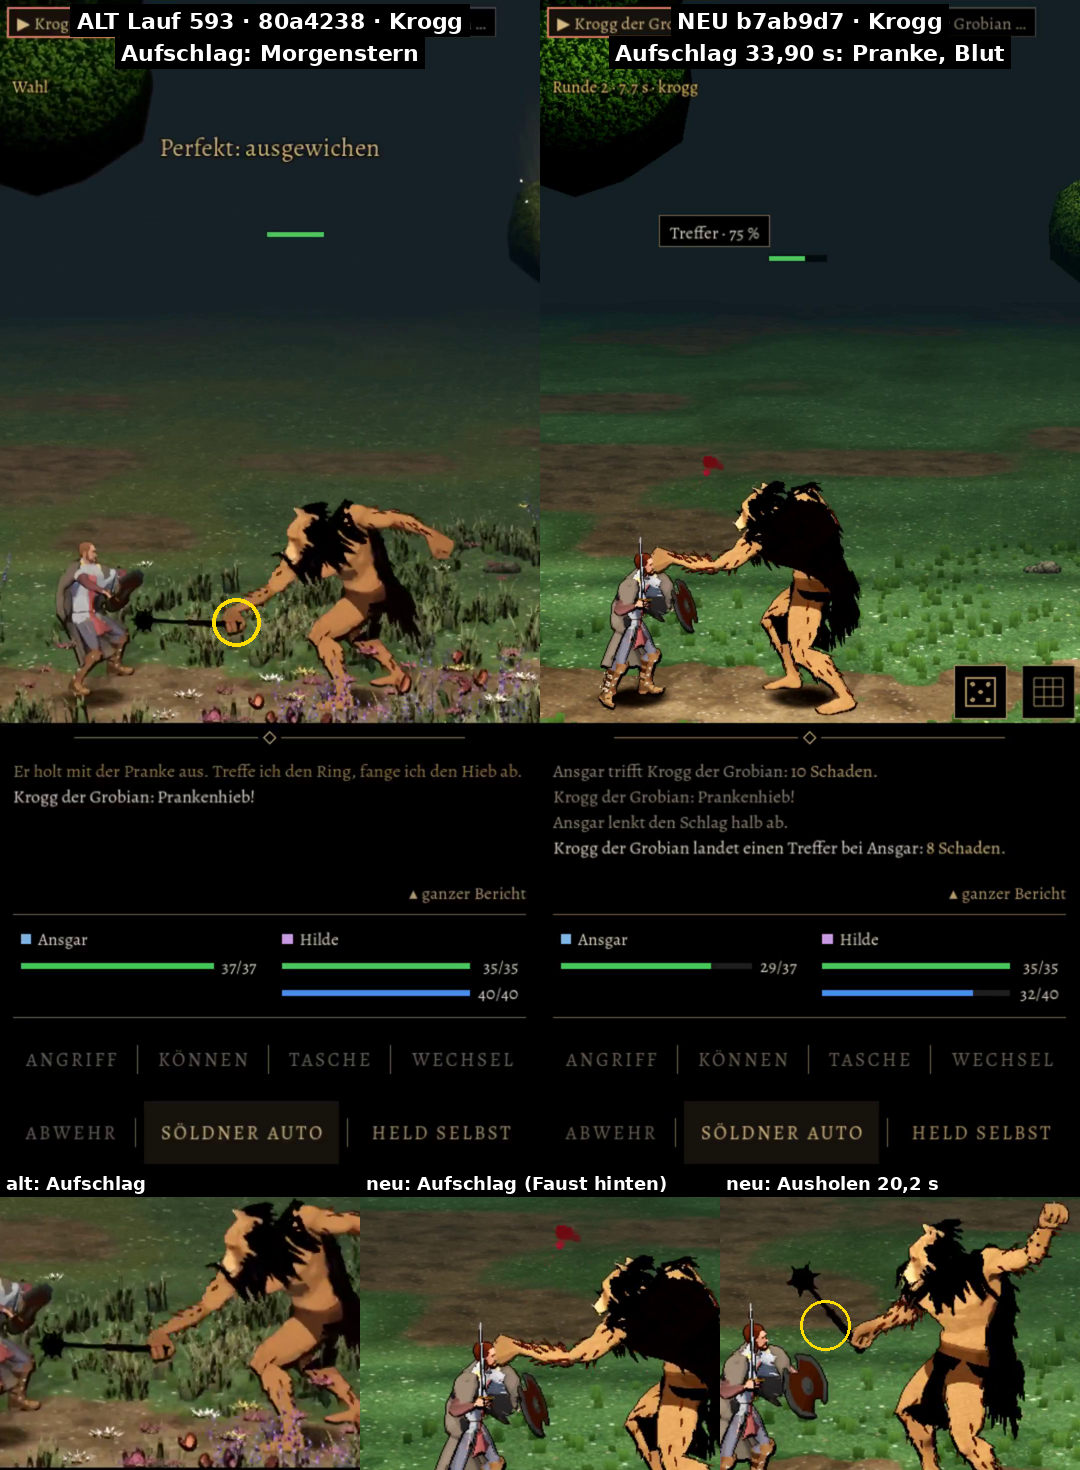 ▶ Krog
ALT Lauf 593 · 80a4238 · Krogg
...
Aufschlag: Morgenstern
Wahl
Perfekt: ausgewichen
Er holt mit der Pranke aus. Treffe ich den Ring, fange ich den Hieb ab.
Krogg der Grobian: Prankenhieb!
▲ ganzer Bericht
Ansgar
37/37
Hilde
35/35
40/40
ANGRIFF
KÖNNEN
TASCHE
WECHSEL
ABWEHR
SÖLDNER AUTO
HELD SELBST
▶ Krogg der Gro
NEU b7ab9d7 · Krogg
Grobian ...
Aufschlag 33,90 s: Pranke, Blut
Runde 2 · 7.7 s · krogg
Treffer · 75 %
Ansgar trifft Krogg der Grobian: 10 Schaden.
Krogg der Grobian: Prankenhieb!
Ansgar lenkt den Schlag halb ab.
Krogg der Grobian landet einen Treffer bei Ansgar: 8 Schaden.
▲ ganzer Bericht
Ansgar
29/37
Hilde
35/35
32/40
ANGRIFF
KÖNNEN
TASCHE
WECHSEL
ABWEHR
SÖLDNER AUTO
HELD SELBST
alt: Aufschlag
neu: Aufschlag (Faust hinten)
neu: Ausholen 20,2 s